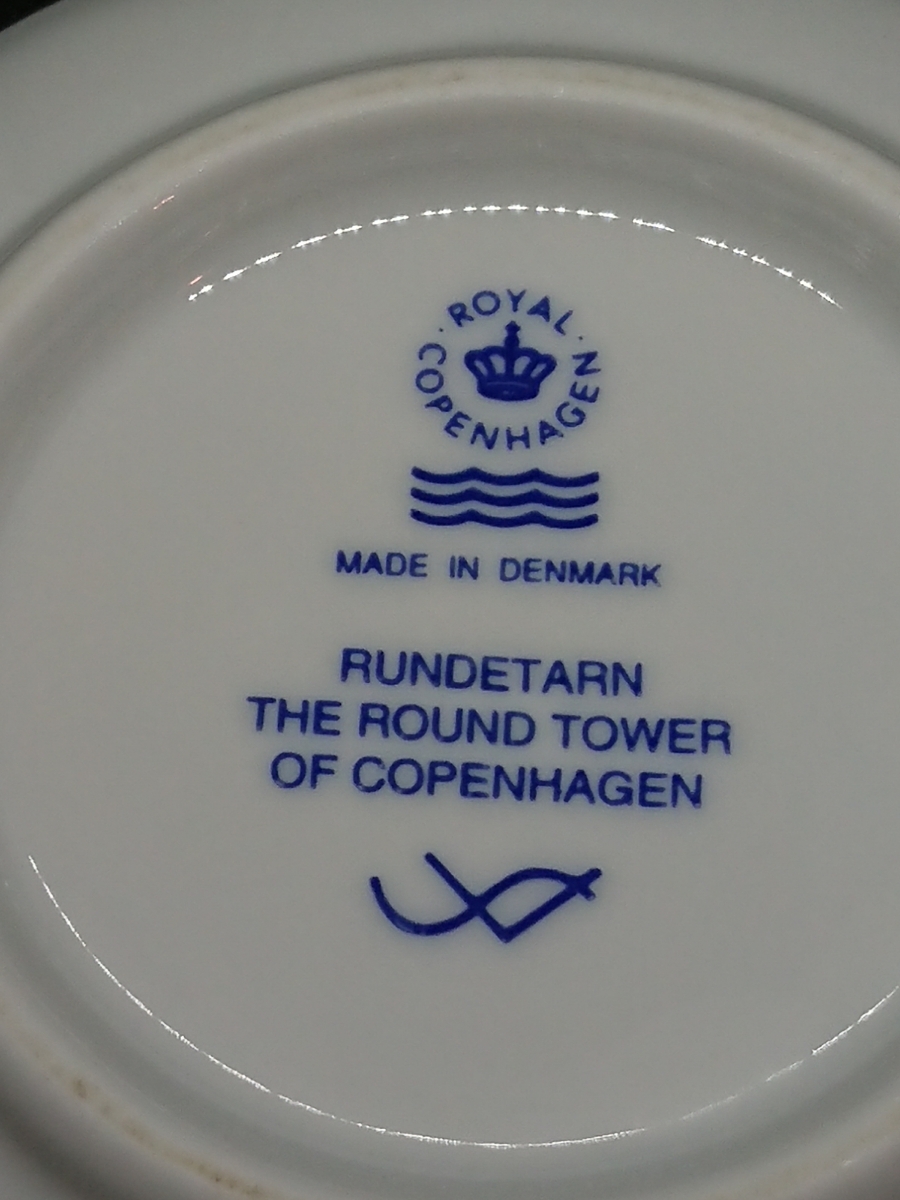 ROYAL
COPENHAGEN
MADE IN DENMARK
RUNDETARN
THE ROUND TOWER
OF COPENHAGEN